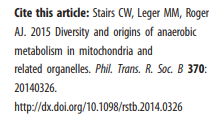 Cite this article: Stairs CW, Leger MM, Roger
AJ. 2015 Diversity and origins of anaerobic
metabolism in mitochondria and
related organelles. Phil. Trans. R. Soc. B 370:
20140326.
http://dx.doi.org/10.1098/rstb.2014.0326